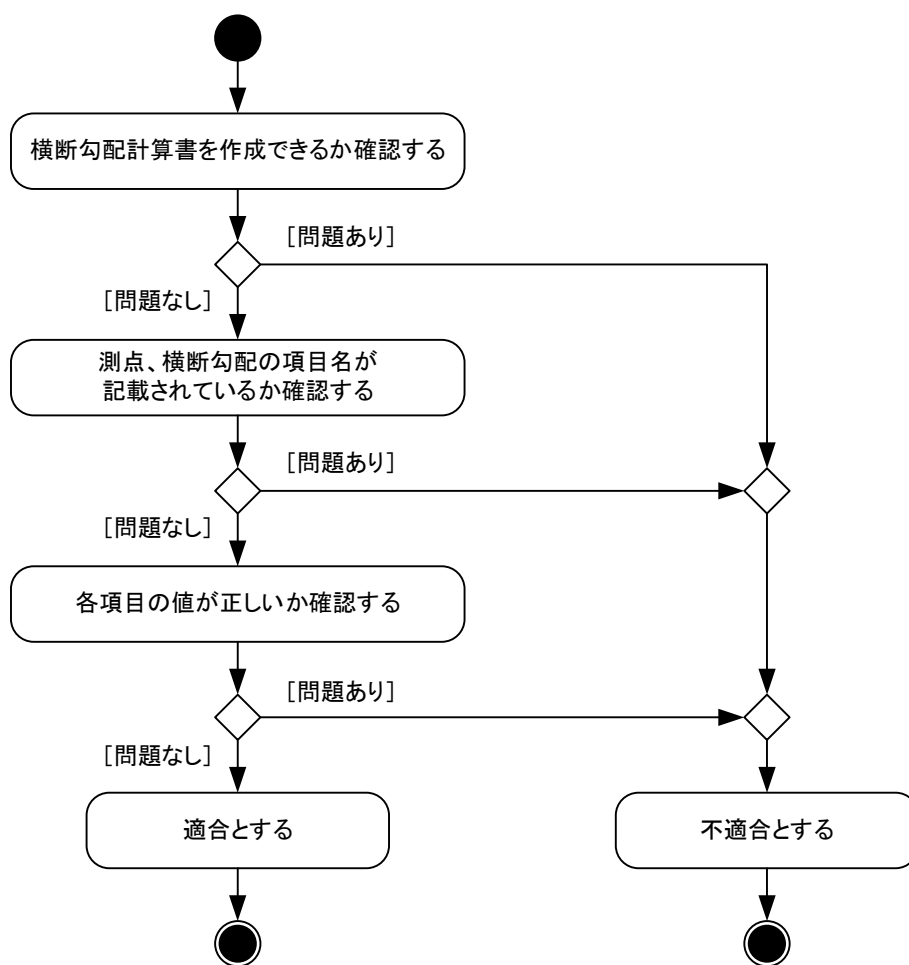 横断勾配計算書を作成できるか確認する
[問題あり]
[問題なし]
測点、横断勾配の項目名が
記載されているか確認する
[問題あり]
[問題なし]
各項目の値が正しいか確認する
[問題あり]
[問題なし]
適合とする
不適合とする